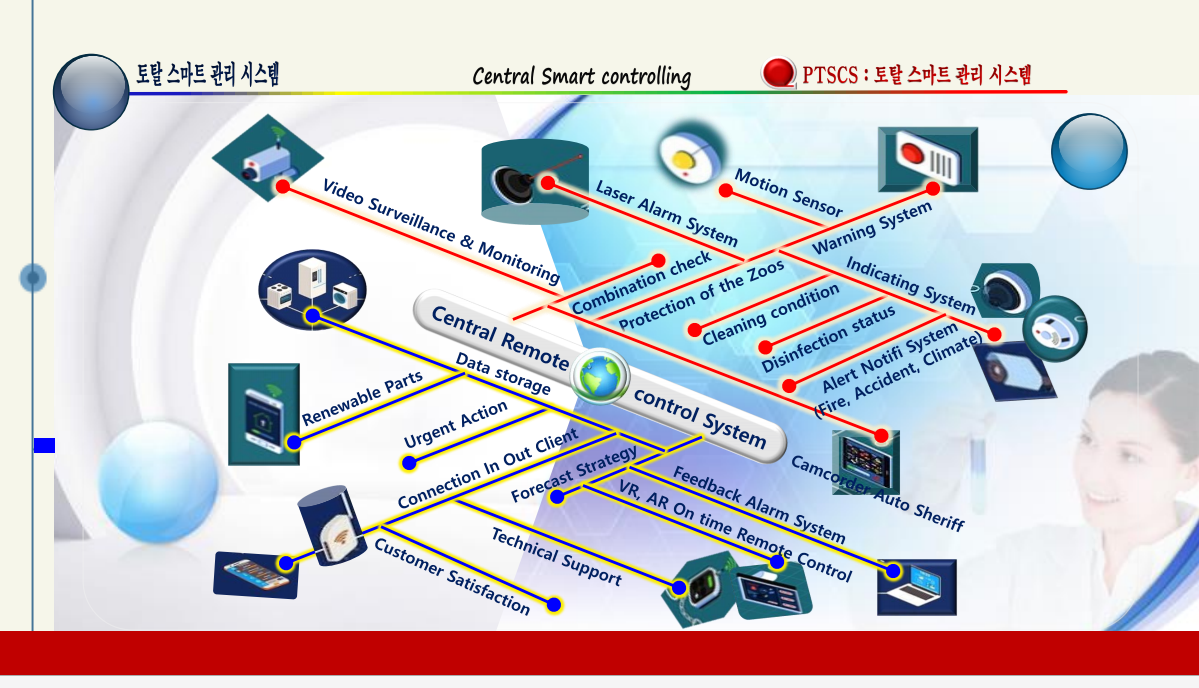 토탈 스마트 관리 시스템
Central Smart controlling
PTSCS : 토탈 스마트 관리 시스템
Video Surveillance & Monitoring
Laser Alarm System
Motion Sensor
Warning System
Combination check
Protection of the Zoos
Cleaning condition
Indicating System
Disinfection status
Alert Notifi System
(Fire, Accident, Climate)
Central Remote control System
Camcorder Auto Sheriff
Data storage
Renewable Parts
Urgent Action
Connection In Out Client
Forecast Strategy
Feedback Alarm System
VR, AR On time Remote Control
Technical Support
Customer Satisfaction